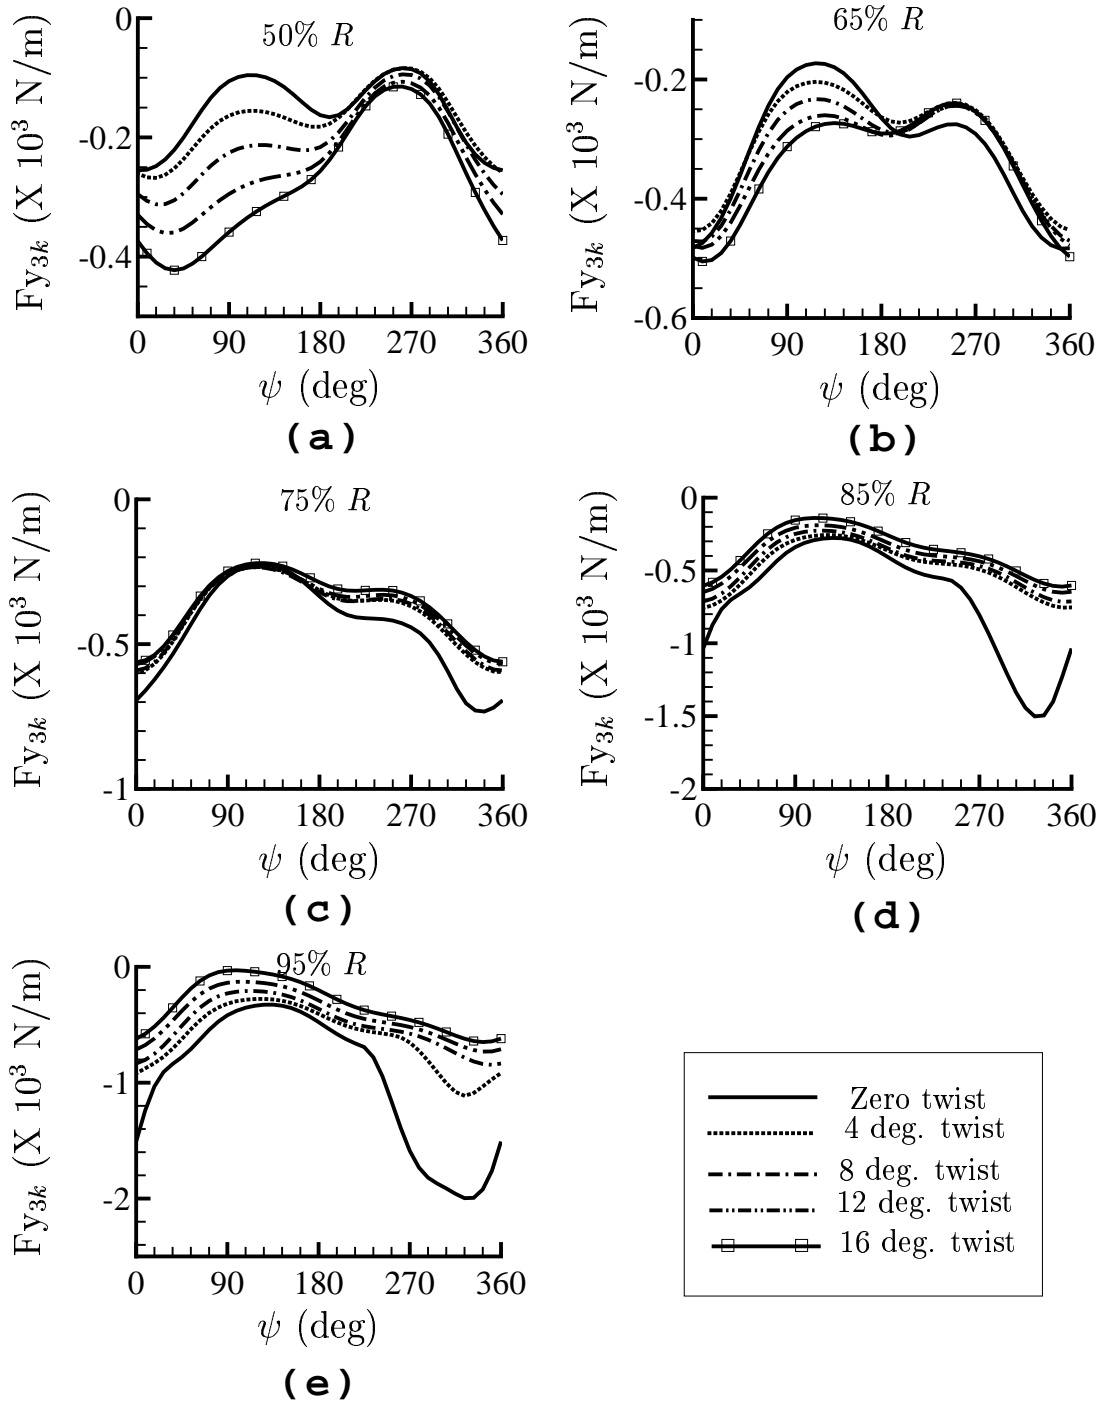 50% R
0
-0.2
-0.4
Fy3k (X 10³ N/m)
0 90 180 270 360
ψ (deg)
(a)
65% R
-0.2
-0.4
-0.6
Fy3k (X 10³ N/m)
0 90 180 270 360
ψ (deg)
(b)
75% R
0
-0.5
-1
Fy3k (X 10³ N/m)
0 90 180 270 360
ψ (deg)
(c)
85% R
0
-0.5
-1
-1.5
-2
Fy3k (X 10³ N/m)
0 90 180 270 360
ψ (deg)
(d)
95% R
0
-1
-2
Fy3k (X 10³ N/m)
0 90 180 270 360
ψ (deg)
(e)
Zero twist
4 deg. twist
8 deg. twist
12 deg. twist
16 deg. twist